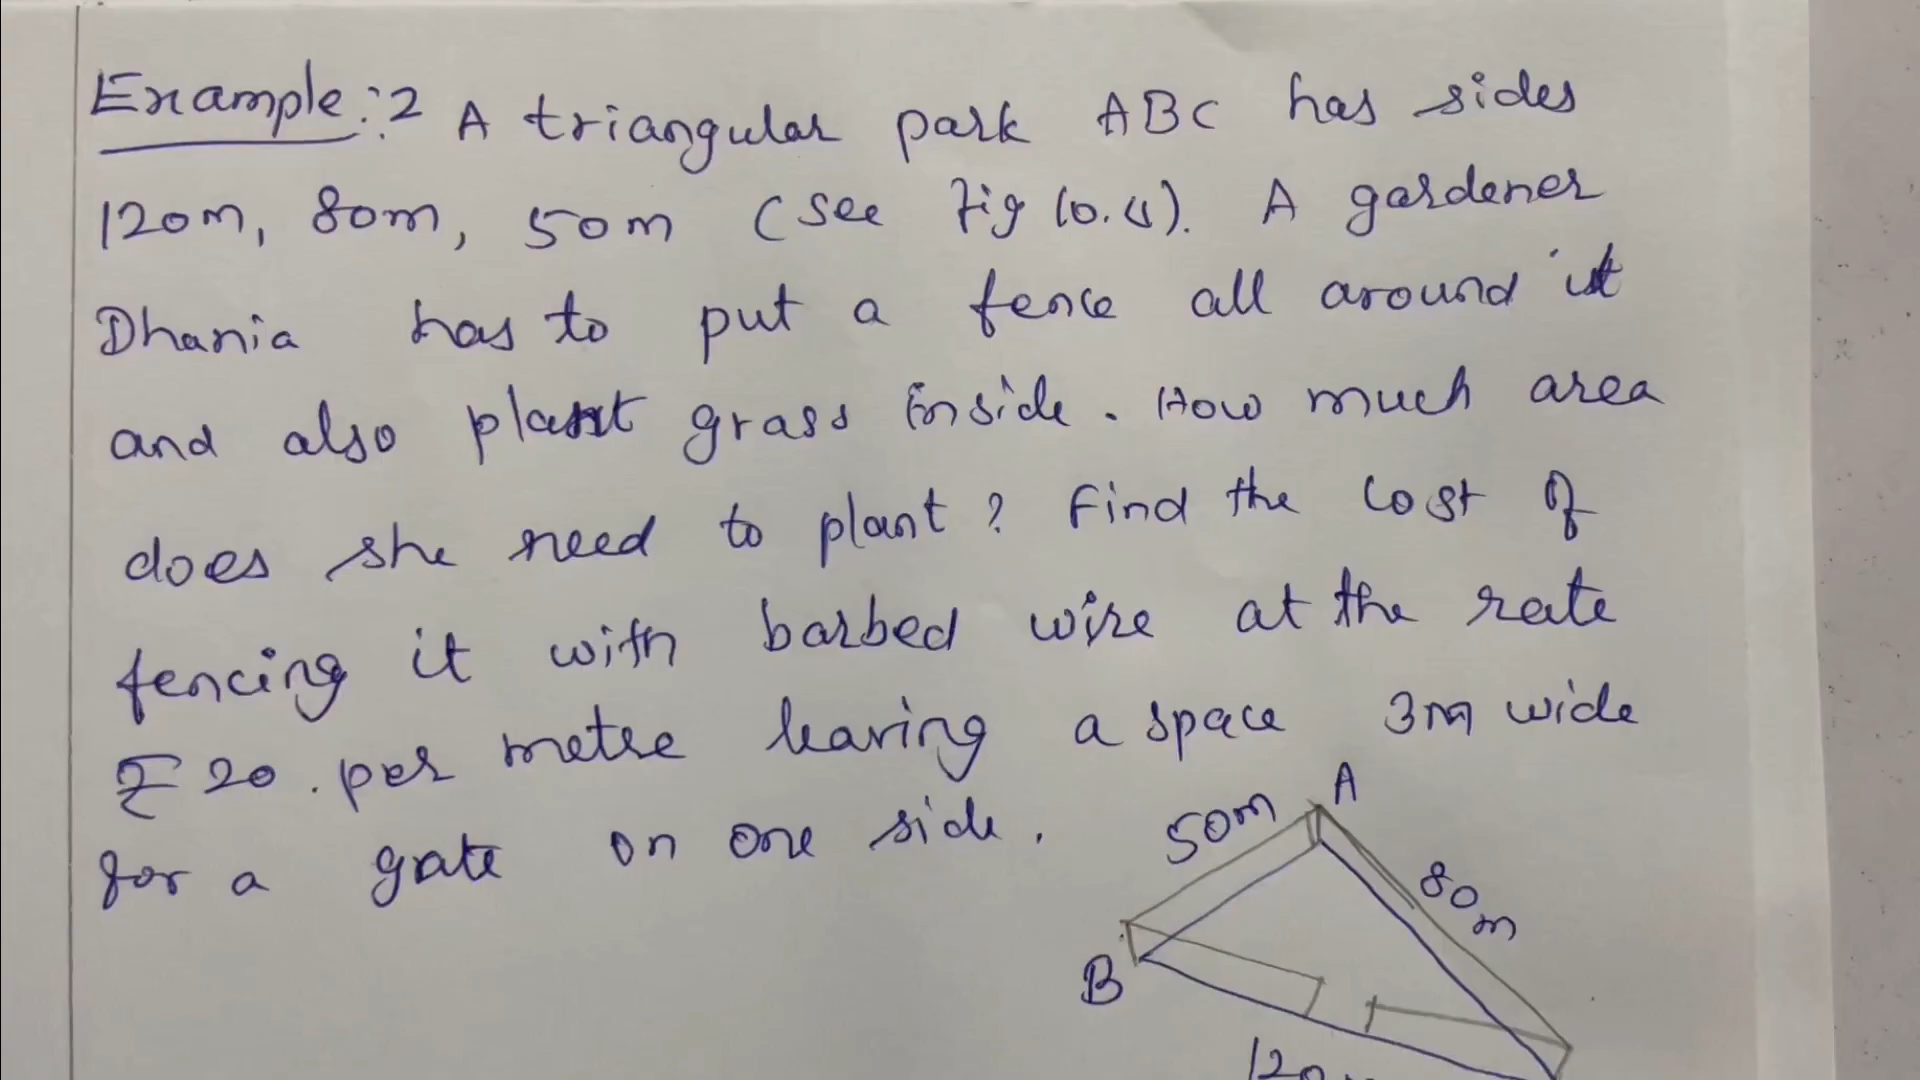 Example:2 A triangular park ABC has sides
120m, 80m, 50m (see Fig 10.4). A gardener
Dhania has to put a fence all around it
and also plant grass inside. How much area
does she need to plant? Find the cost of
fencing it with barbed wire at the rate
₹20. per metre leaving a space 3m wide
for a gate on one side.
A
50m
80m
B